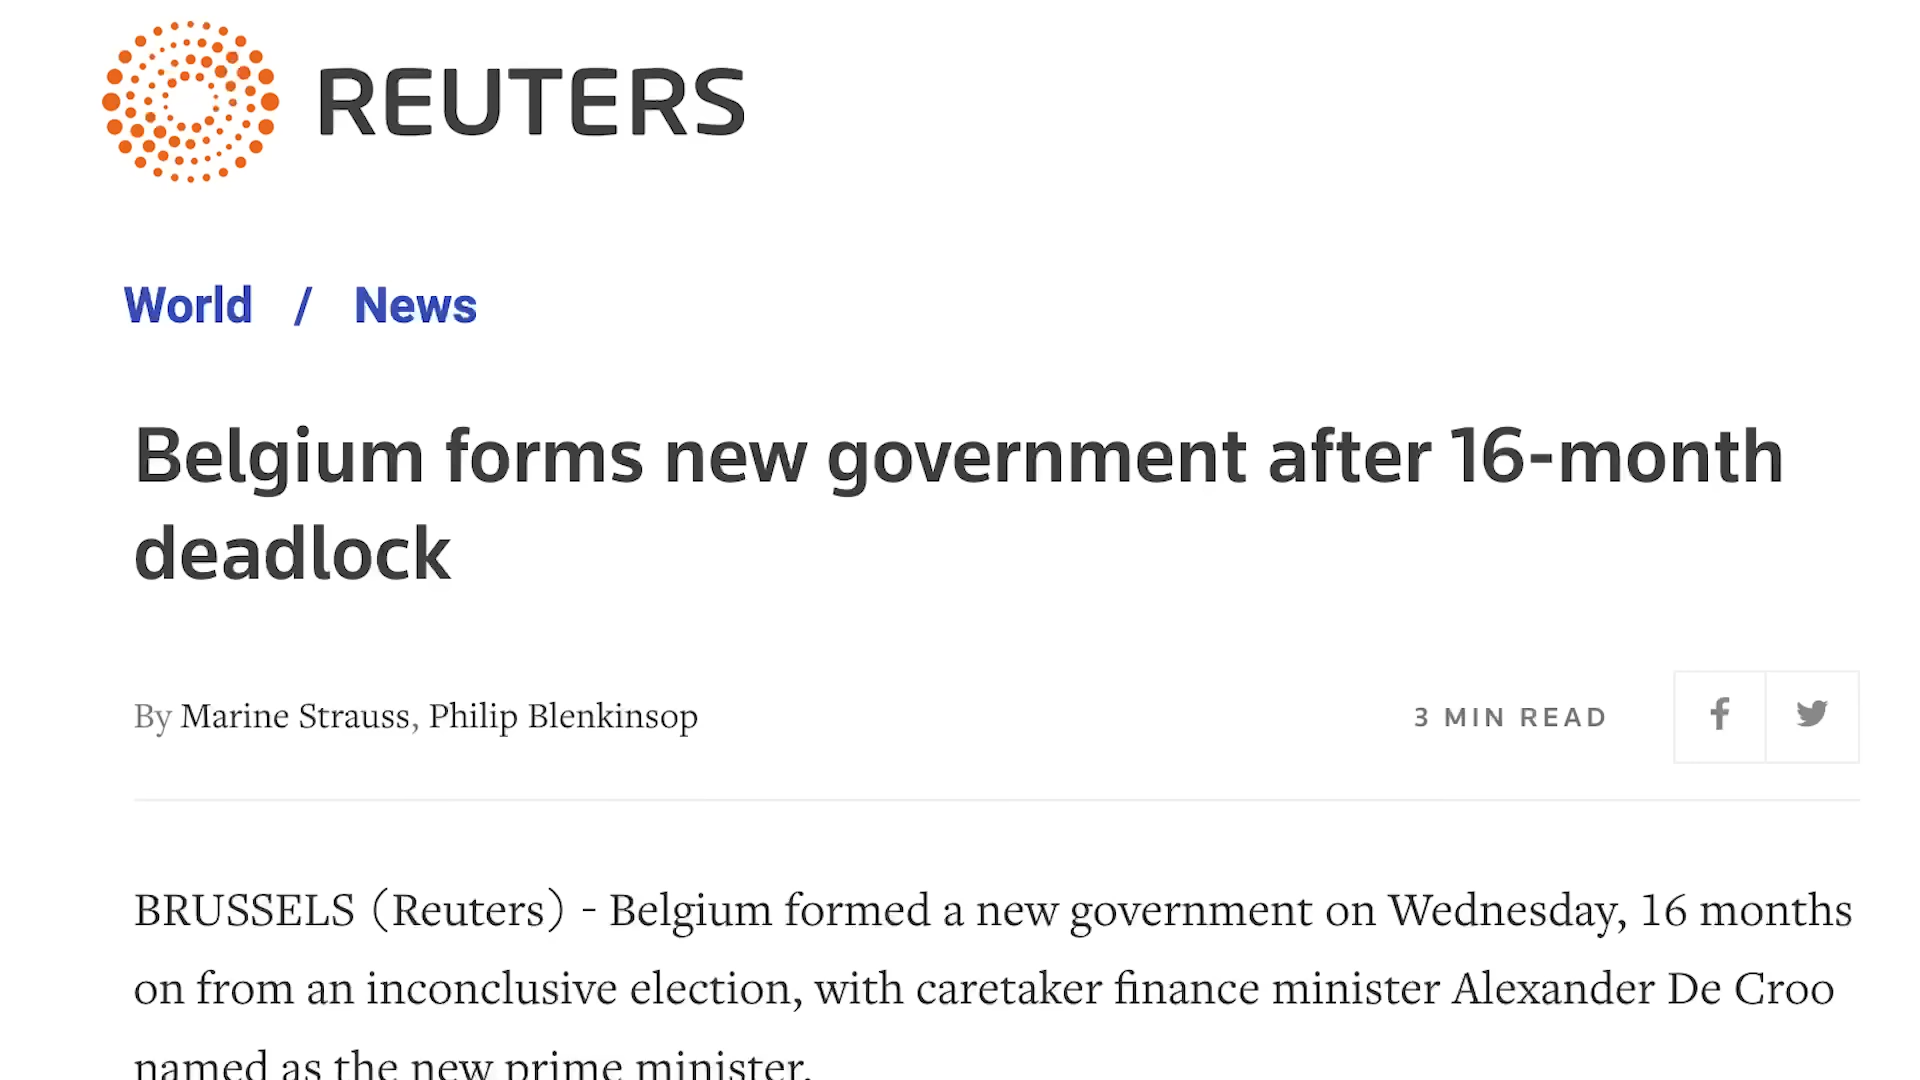 REUTERS
World / News
Belgium forms new government after 16-month
deadlock
By Marine Strauss, Philip Blenkinsop
3 MIN READ
BRUSSELS (Reuters) - Belgium formed a new government on Wednesday, 16 months
on from an inconclusive election, with caretaker finance minister Alexander De Croo
named as the new prime minister.